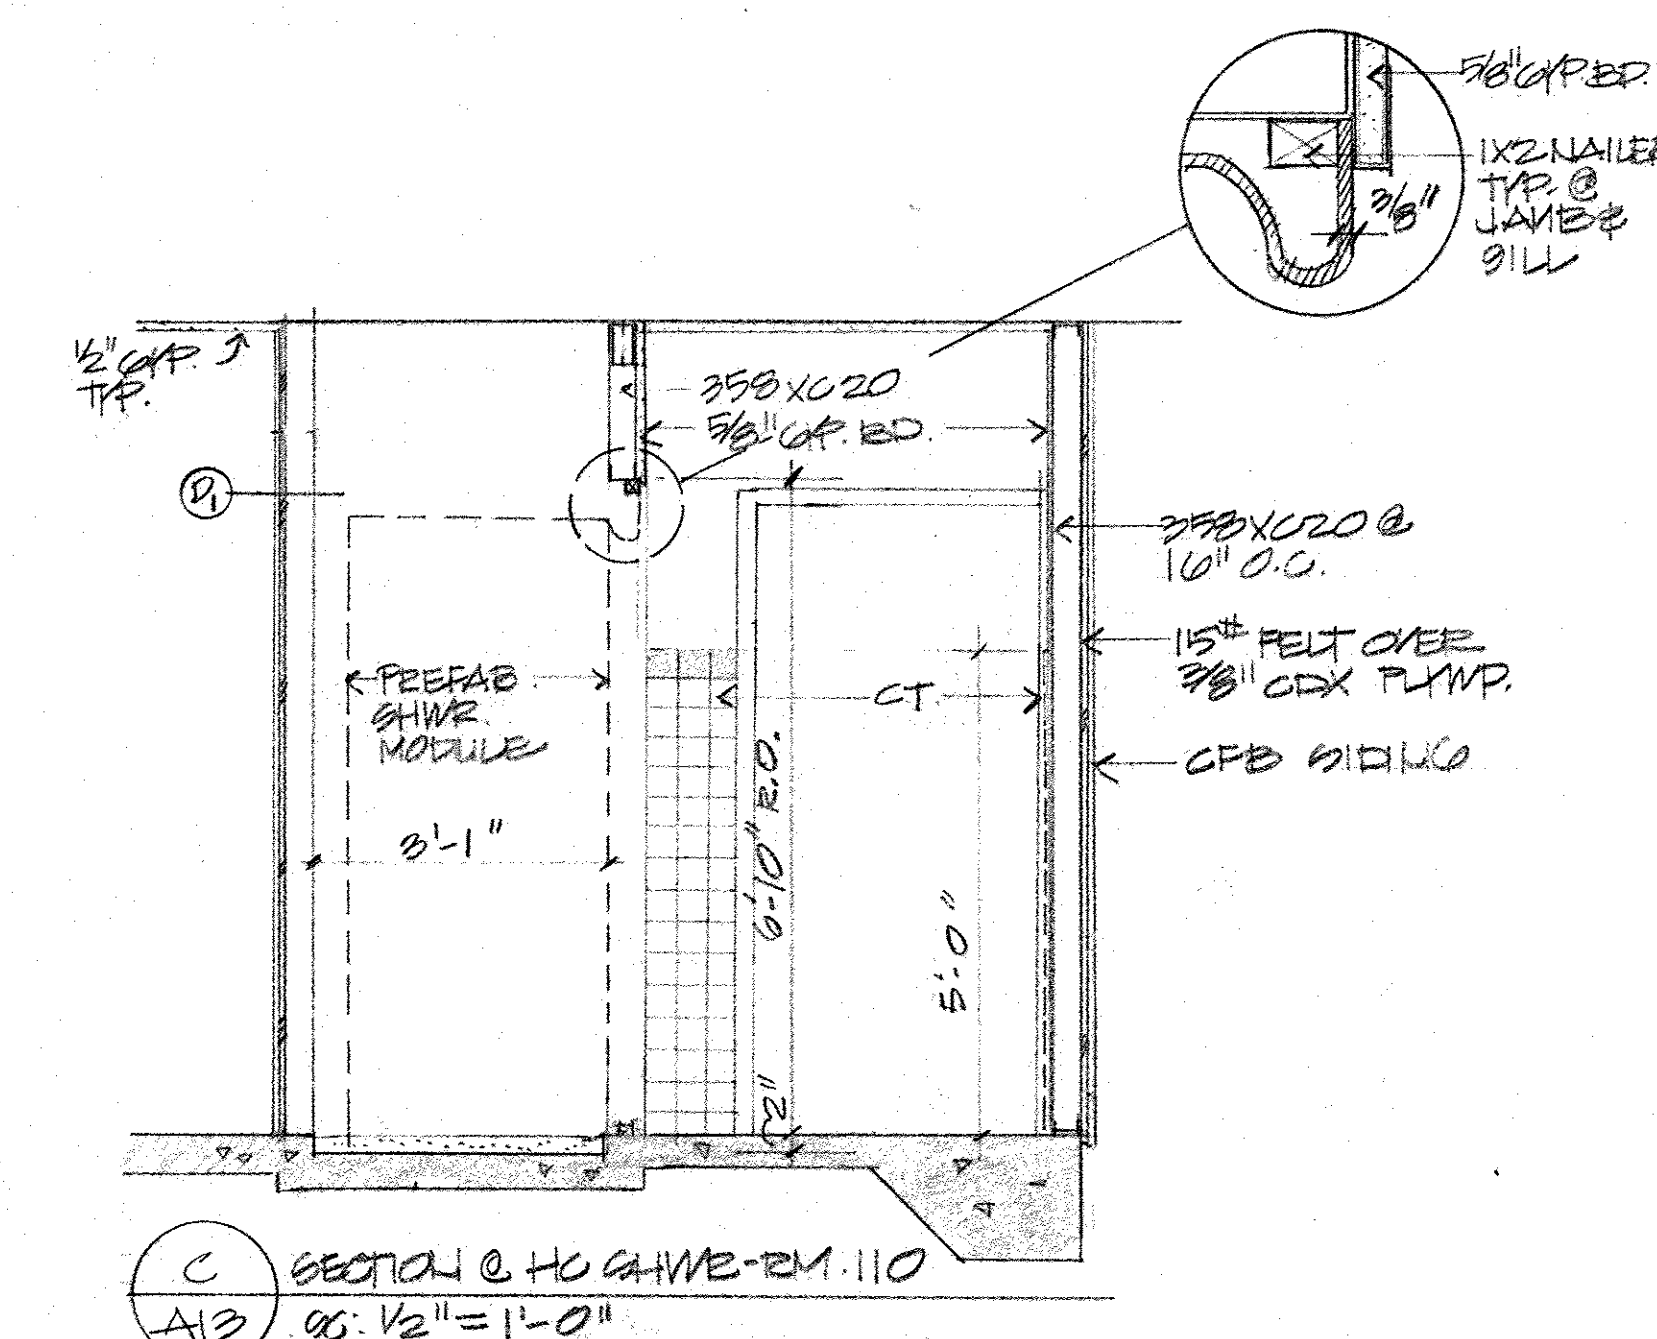 5/8" GYP. BD.
1X2 NAILER
TYP. @
JAMB &
SILL
3/8"
1/2" GYP.
TYP.
358 XC20
5/8" GYP. BD.
D1
358XC20 @
16" O.C.
15# FELT OVER
3/8" CDX PLYWD.
CFB SIDING
PREFAB
SHWR
MODULE
CT.
3'-1"
6'-10" R.O.
5'-0"
2"
C
A13
SECTION @ HC SHWR-RM. 110
SC: 1/2" = 1'-0"